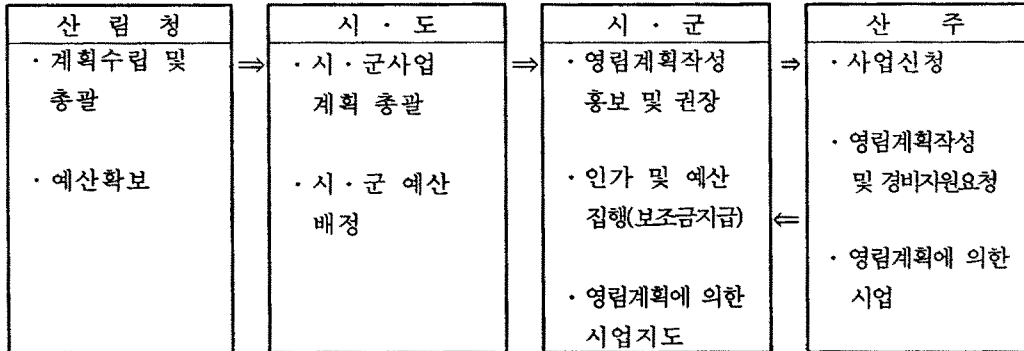 산 림 청
· 계획수립 및
총괄
· 예산확보
⇒
시 · 도
· 시 · 군사업
계획 총괄
· 시 · 군 예산
배정
⇒
시 · 군
· 영림계획작성
홍보 및 권장
· 인가 및 예산
집행(보조금지급)
· 영림계획에 의한
시업지도
⇒
⇐
산 주
· 사업신청
· 영림계획작성
및 경비지원요청
· 영림계획에 의한
시업